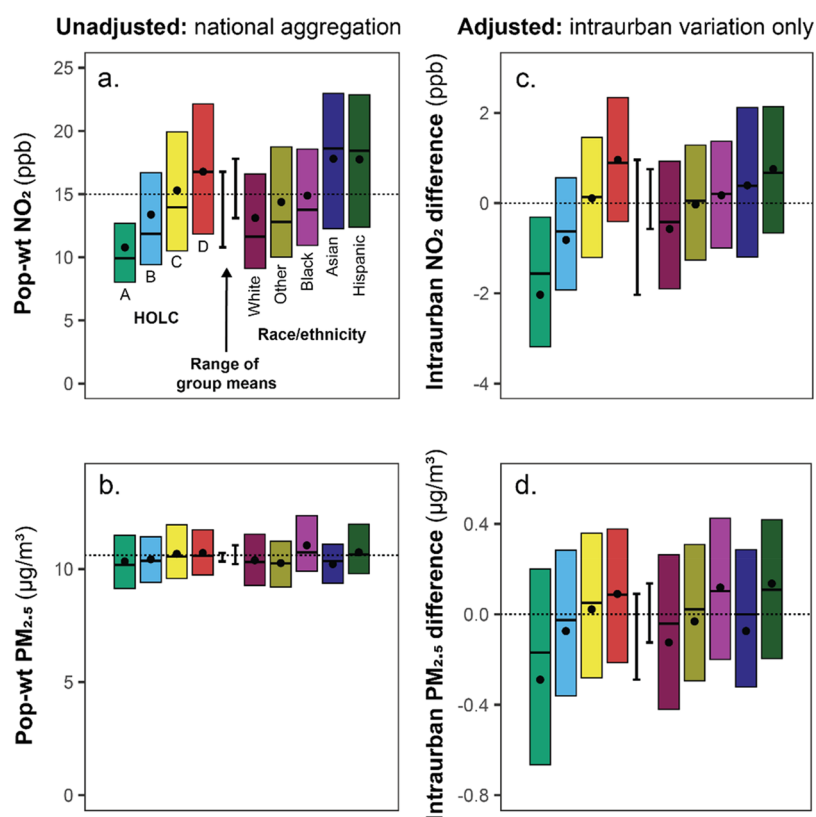 Unadjusted: national aggregation
Adjusted: intraurban variation only
a.
Pop-wt NO₂ (ppb)
25
20
15
10
5
0
A
B
C
D
HOLC
White
Other
Black
Asian
Hispanic
Race/ethnicity
Range of
group means
c.
Intraurban NO₂ difference (ppb)
2
0
-2
-4
b.
Pop-wt PM₂.₅ (µg/m³)
10
5
0
d.
Intraurban PM₂.₅ difference (µg/m³)
0.4
0.0
-0.4
-0.8